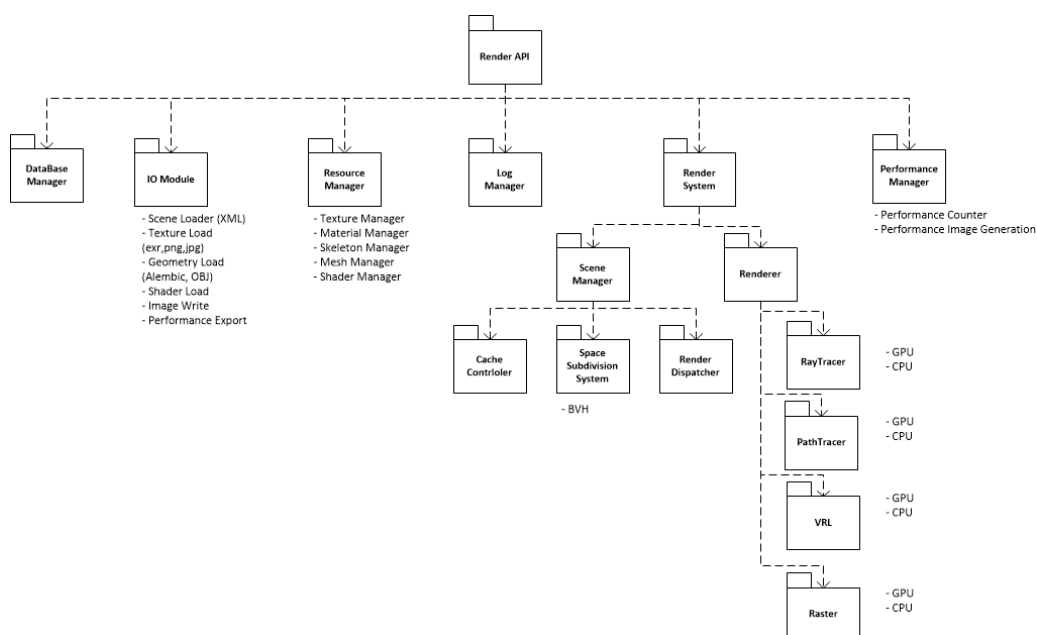 Render API
DataBase
Manager
IO Module
Resource
Manager
Log
Manager
Render
System
Performance
Manager
- Scene Loader (XML)
- Texture Load
(exr,png,jpg)
- Geometry Load
(Alembic, OBJ)
- Shader Load
- Image Write
- Performance Export
- Texture Manager
- Material Manager
- Skeleton Manager
- Mesh Manager
- Shader Manager
- Performance Counter
- Performance Image Generation
Scene
Manager
Renderer
Cache
Contrloler
Space
Subdivision
System
Render
Dispatcher
- BVH
RayTracer
- GPU
- CPU
PathTracer
- GPU
- CPU
VRL
- GPU
- CPU
Raster
- GPU
- CPU